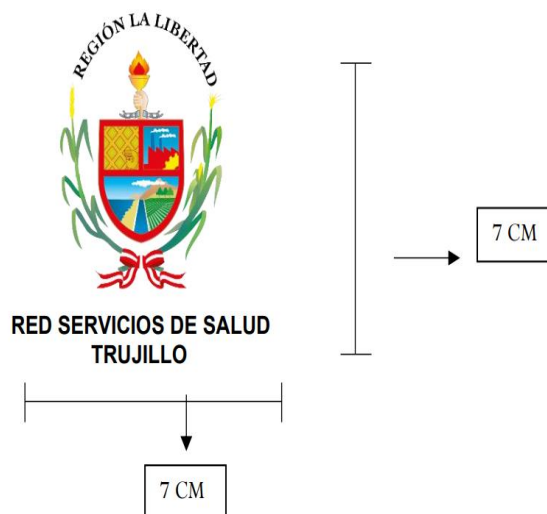 REGIÓN LA LIBERTAD
7 CM
RED SERVICIOS DE SALUD
TRUJILLO
7 CM